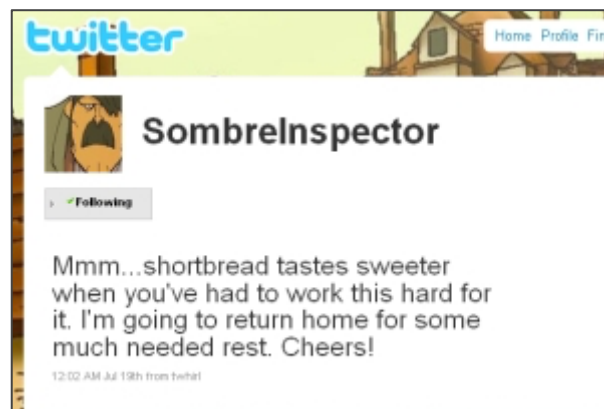 twitter
Home Profile Fin
SombreInspector
Following
Mmm...shortbread tastes sweeter
when you've had to work this hard for
it. I'm going to return home for some
much needed rest. Cheers!
12:02 AM Jul 19th from twhirl